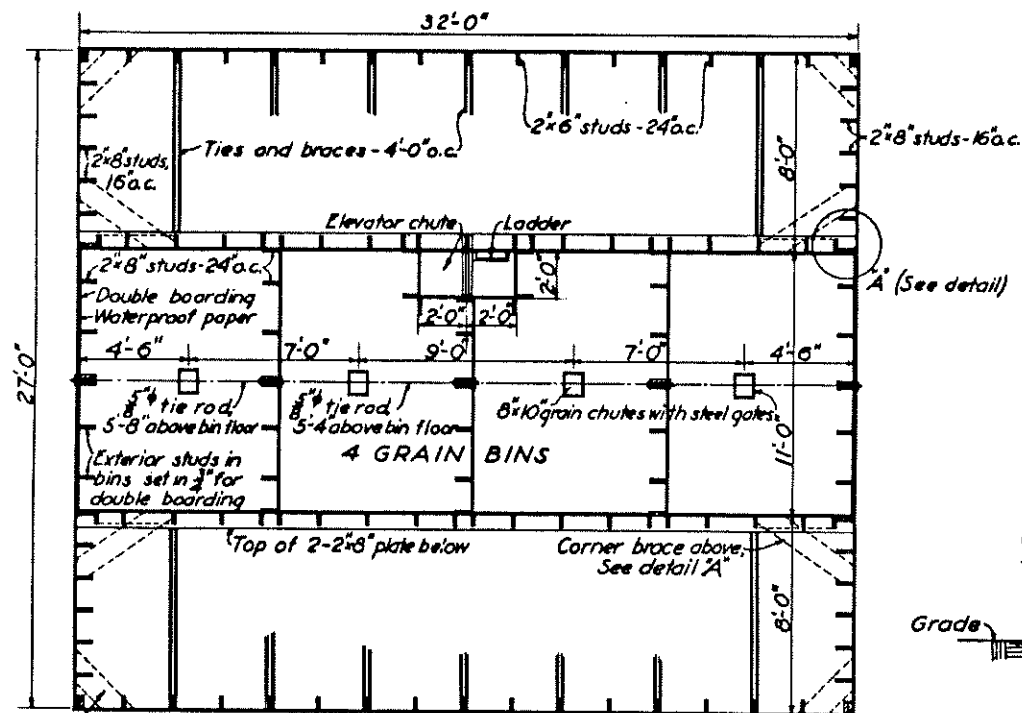 32'-0"
2"x6" studs-24"o.c.
2"x8" studs-16"o.c.
Ties and braces-4'-0"o.c.
2"x8" studs,
16"o.c.
8'-0"
Elevator chute
Ladder
2"x8" studs-24"o.c.
2'-0"
"A" (See detail)
Double boarding
Waterproof paper
2'-0"
2'-0"
4'-6"
7'-0"
9'-0"
7'-0"
4'-6"
27'-0"
5/8"ϕ tie rod,
5'-8" above bin floor
5/8"ϕ tie rod,
5'-4" above bin floor
8"x10" grain chutes with steel gates
11'-0"
4 GRAIN BINS
Exterior studs in
bins set in 3/4" for
double boarding
Top of 2-2"x8" plate below
Corner brace above,
See detail "A"
8'-0"
Grade